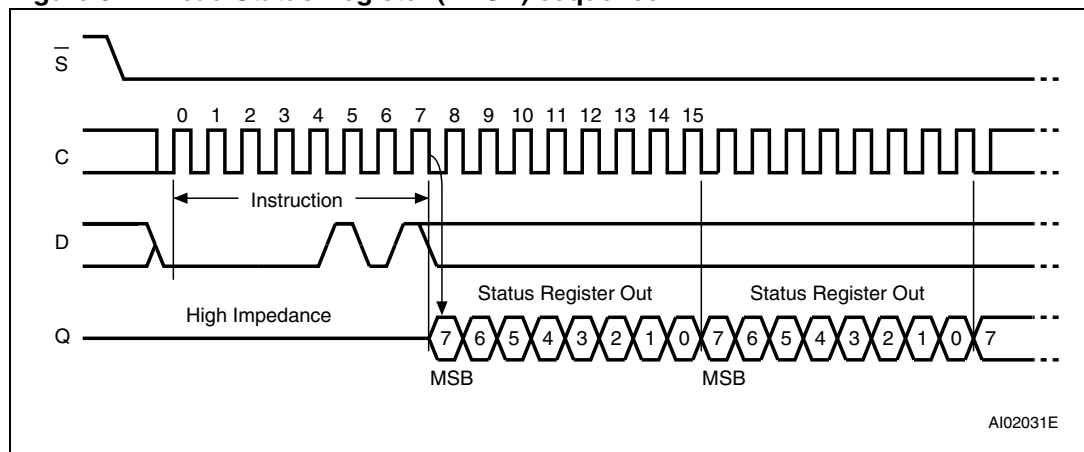 S
0 1 2 3 4 5 6 7 8 9 10 11 12 13 14 15
C
Instruction
D
Status Register Out Status Register Out
High Impedance
Q 7 6 5 4 3 2 1 0 7 6 5 4 3 2 1 0 7
MSB MSB
AI02031E